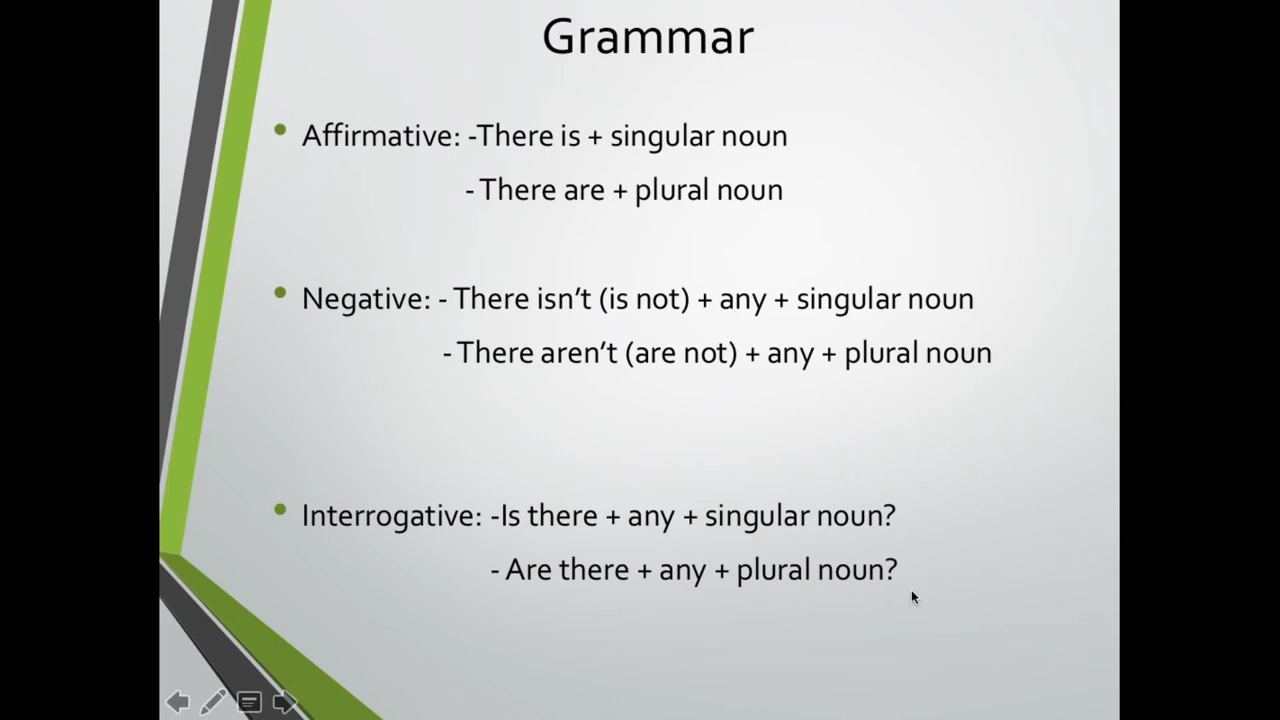 Grammar
Affirmative: -There is + singular noun
- There are + plural noun
Negative: - There isn’t (is not) + any + singular noun
- There aren’t (are not) + any + plural noun
Interrogative: -Is there + any + singular noun?
- Are there + any + plural noun?